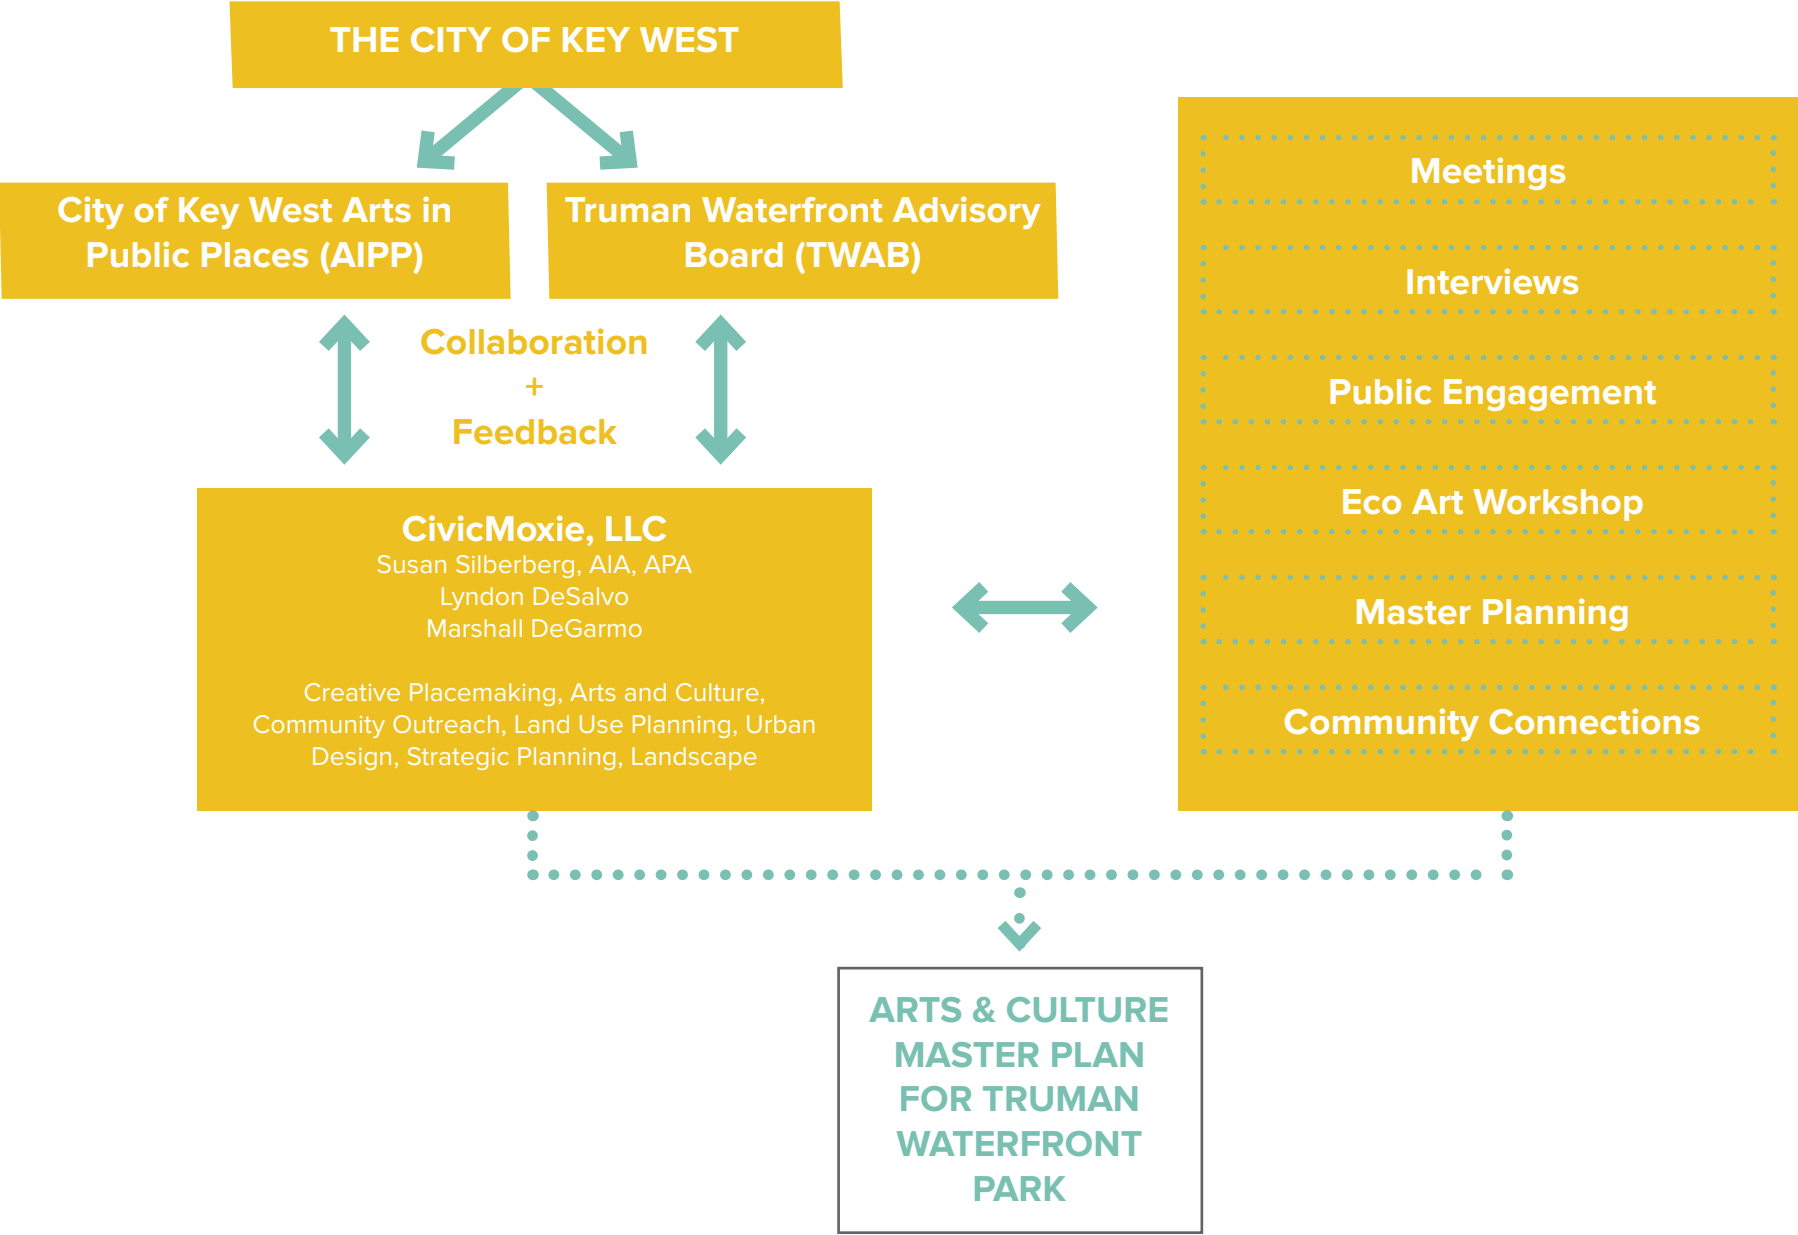 THE CITY OF KEY WEST
City of Key West Arts in
Public Places (AIPP)
Truman Waterfront Advisory
Board (TWAB)
Collaboration
+
Feedback
CivicMoxie, LLC
Susan Silberberg, AIA, APA
Lyndon DeSalvo
Marshall DeGarmo
Creative Placemaking, Arts and Culture,
Community Outreach, Land Use Planning, Urban
Design, Strategic Planning, Landscape
Meetings
Interviews
Public Engagement
Eco Art Workshop
Master Planning
Community Connections
ARTS & CULTURE
MASTER PLAN
FOR TRUMAN
WATERFRONT
PARK